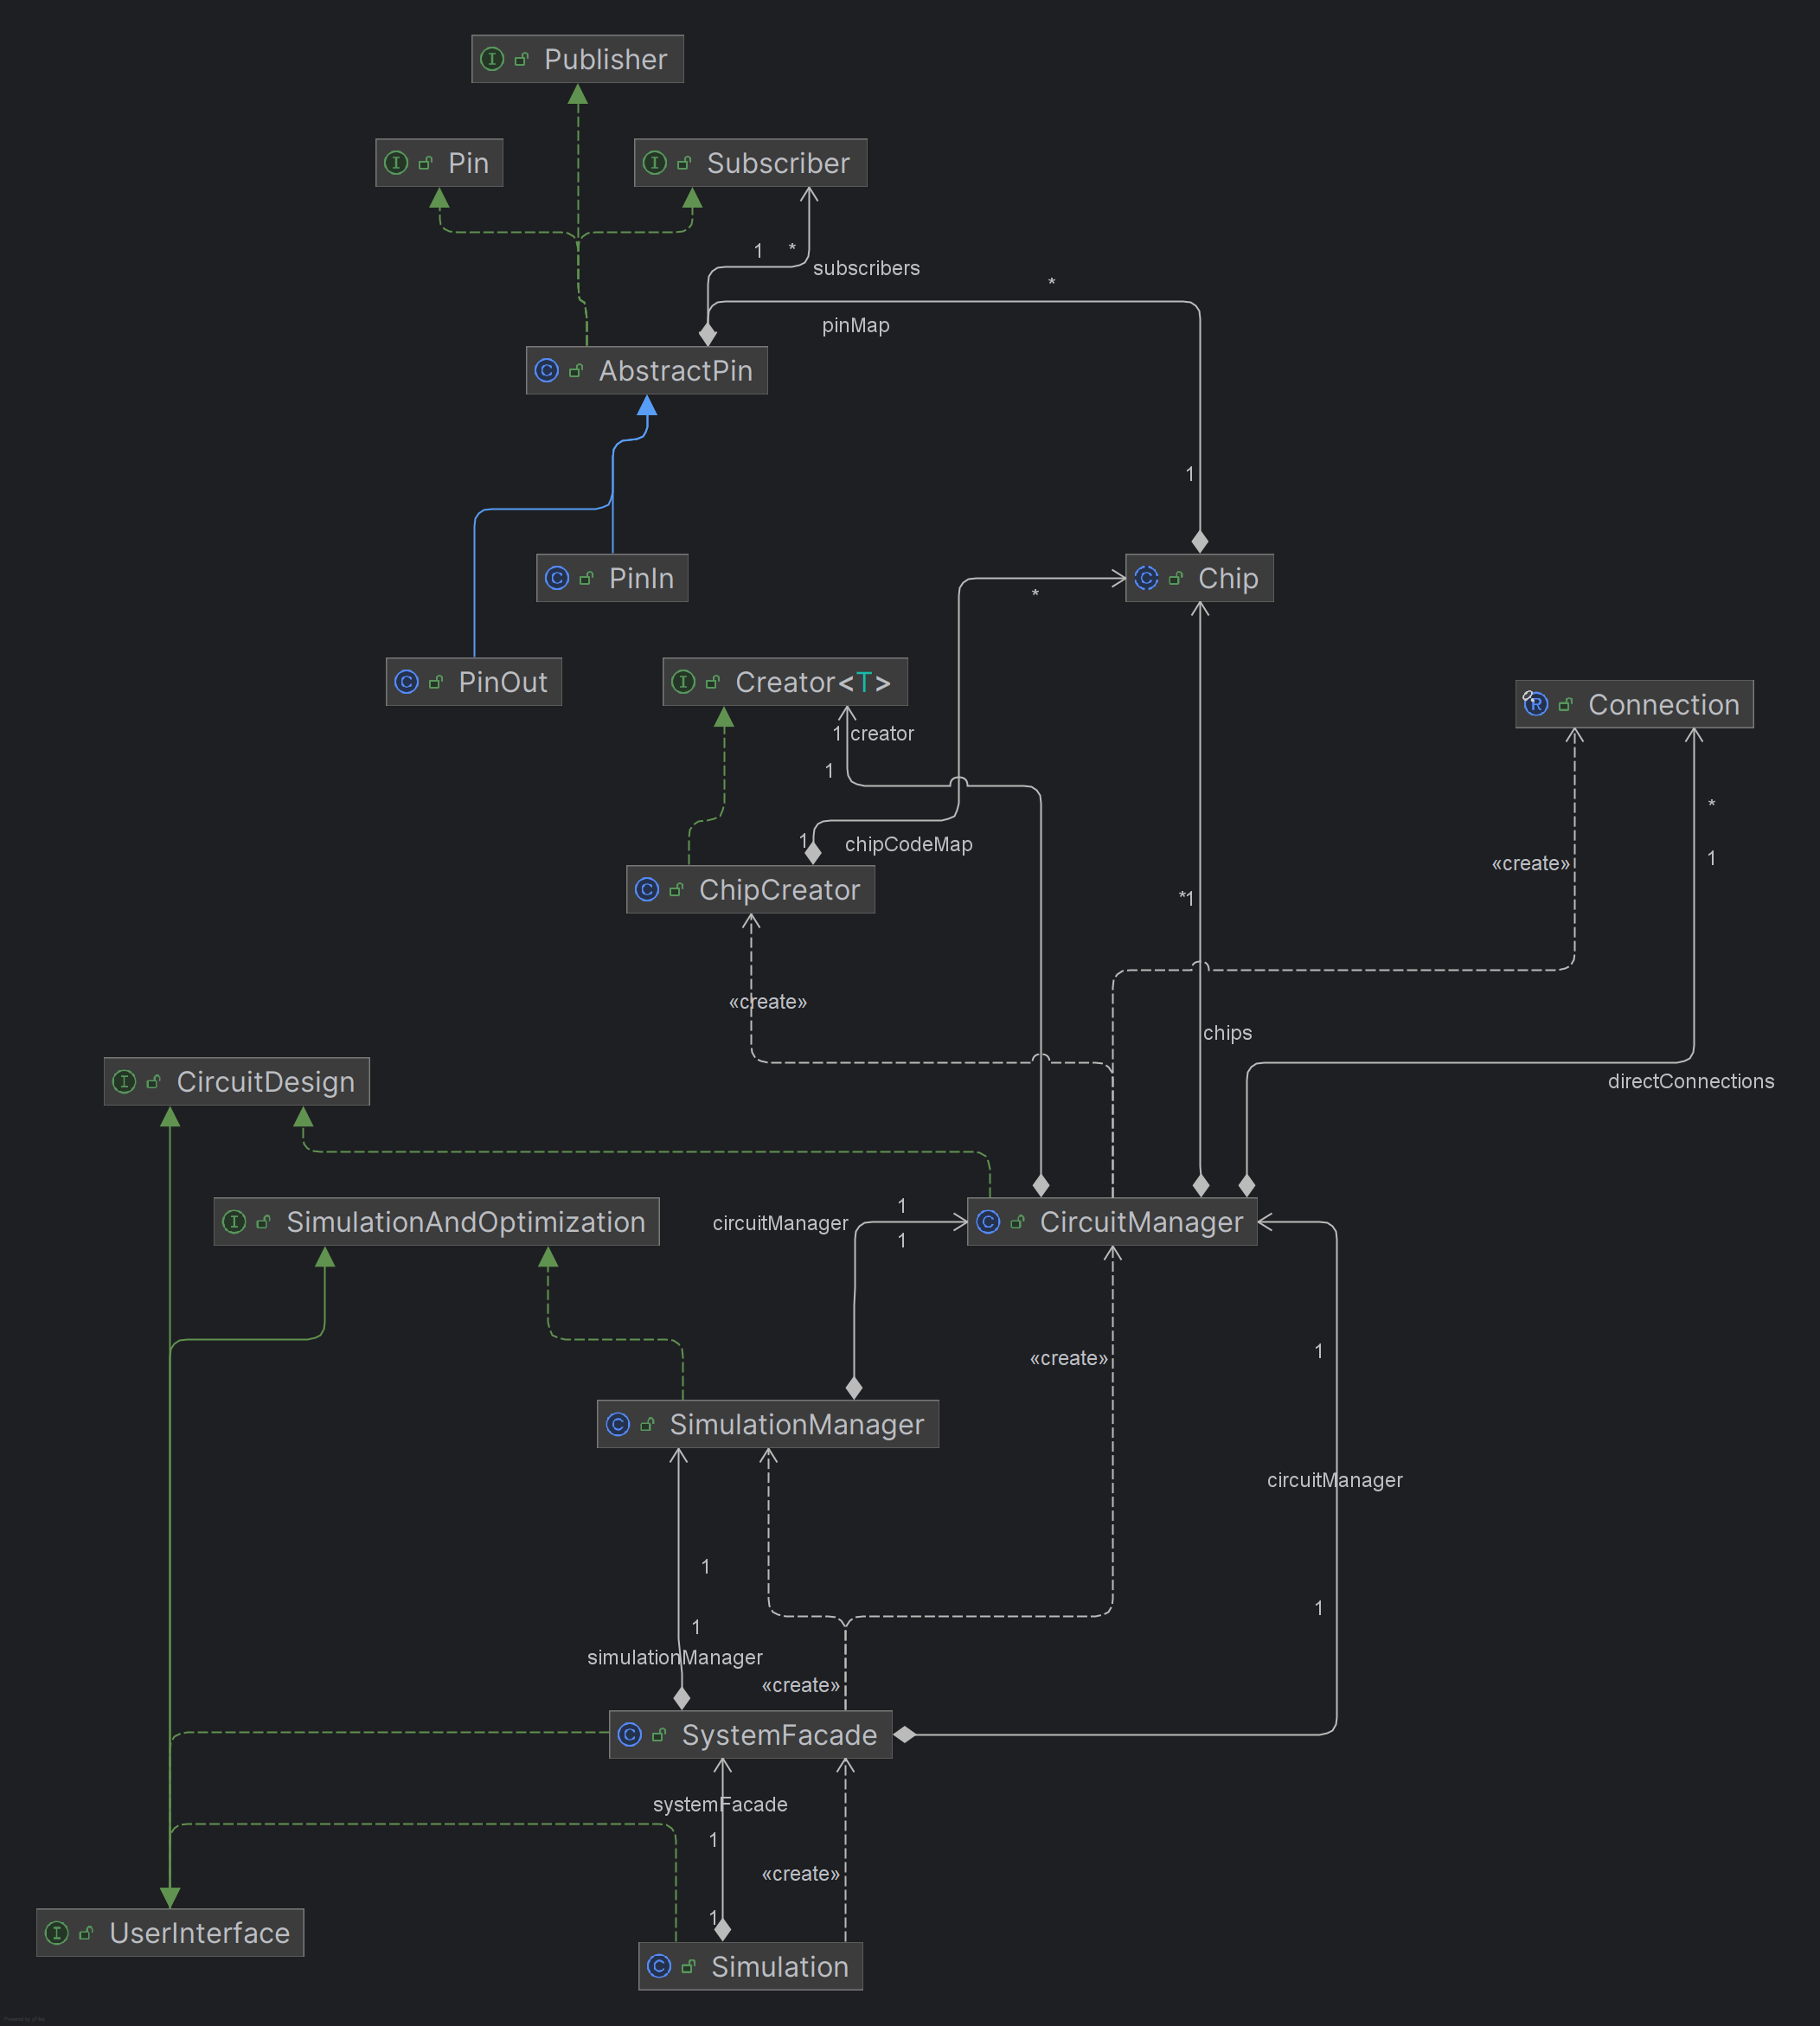 Publisher
Pin
Subscriber
1
*
subscribers
*
pinMap
AbstractPin
1
PinIn
Chip
*
PinOut
Creator<T>
Connection
1
creator
1
*
1
chipCodeMap
1
«create»
ChipCreator
*1
«create»
chips
CircuitDesign
directConnections
1
SimulationAndOptimization
circuitManager
CircuitManager
1
1
«create»
SimulationManager
circuitManager
1
1
1
simulationManager
«create»
SystemFacade
systemFacade
1
«create»
1
UserInterface
Simulation